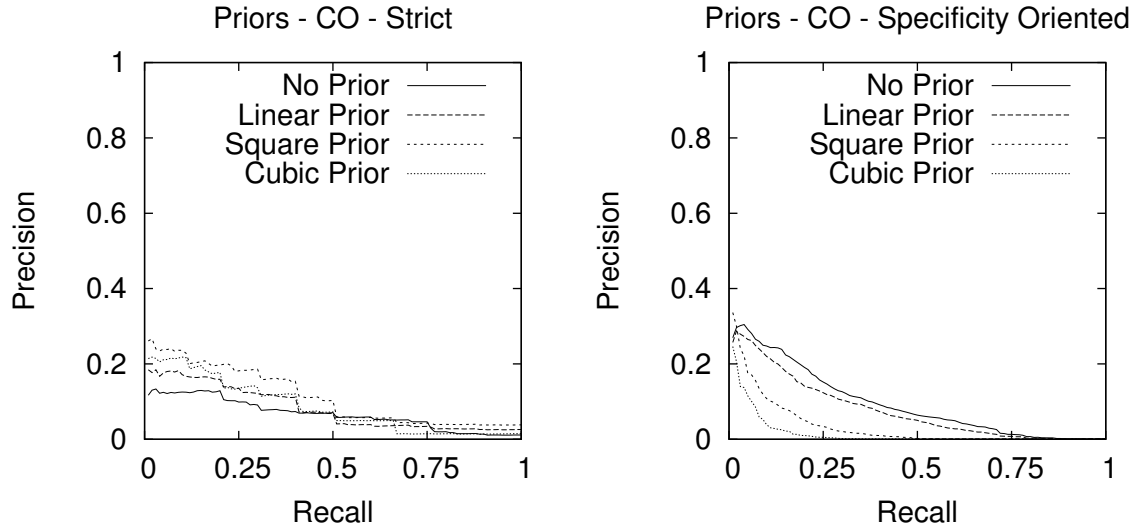 Priors - CO - Strict
1
0.8
0.6
0.4
0.2
0
Precision
No Prior
Linear Prior
Square Prior
Cubic Prior
0
0.25
0.5
0.75
1
Recall
Priors - CO - Specificity Oriented
1
0.8
0.6
0.4
0.2
0
Precision
No Prior
Linear Prior
Square Prior
Cubic Prior
0
0.25
0.5
0.75
1
Recall